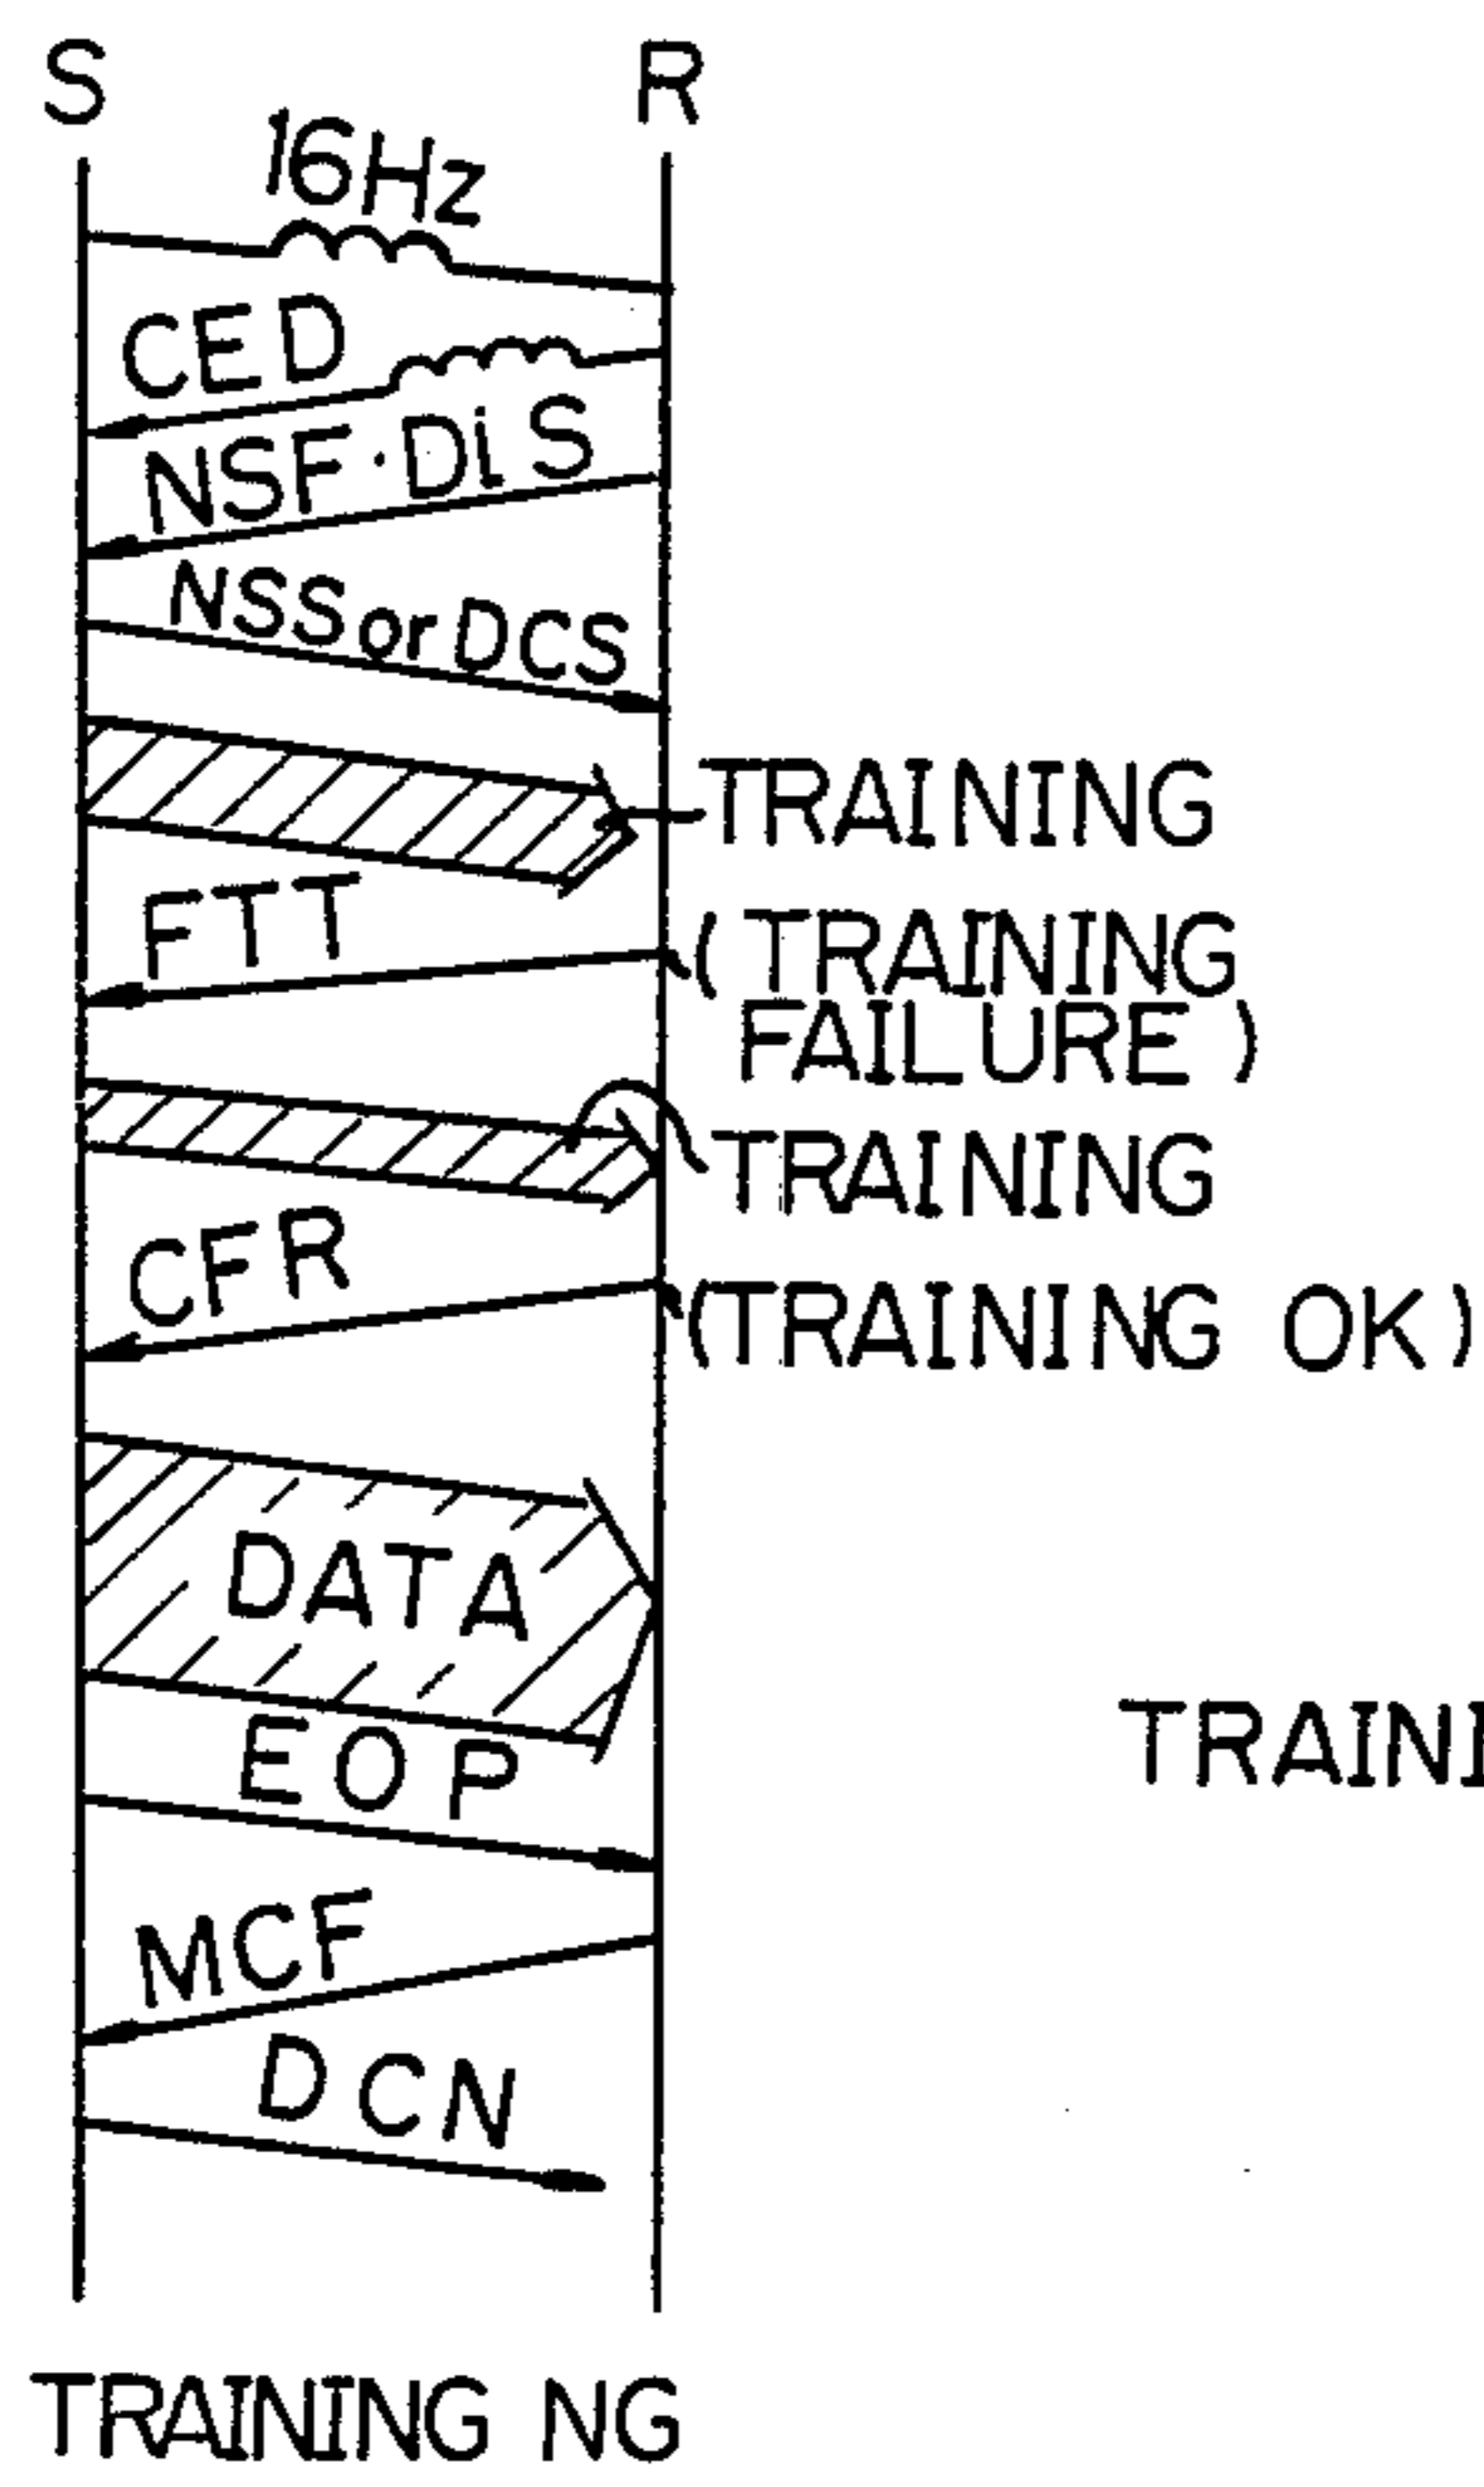 S R
16Hz
CED
NSF·DiS
NSSorDCS
TRAINING
FTT
(TRAINING
FAILURE)
TRAINING
CFR
(TRAINING OK)
DATA
EOP
TRAINI
MCF
DCN
TRAINING NG